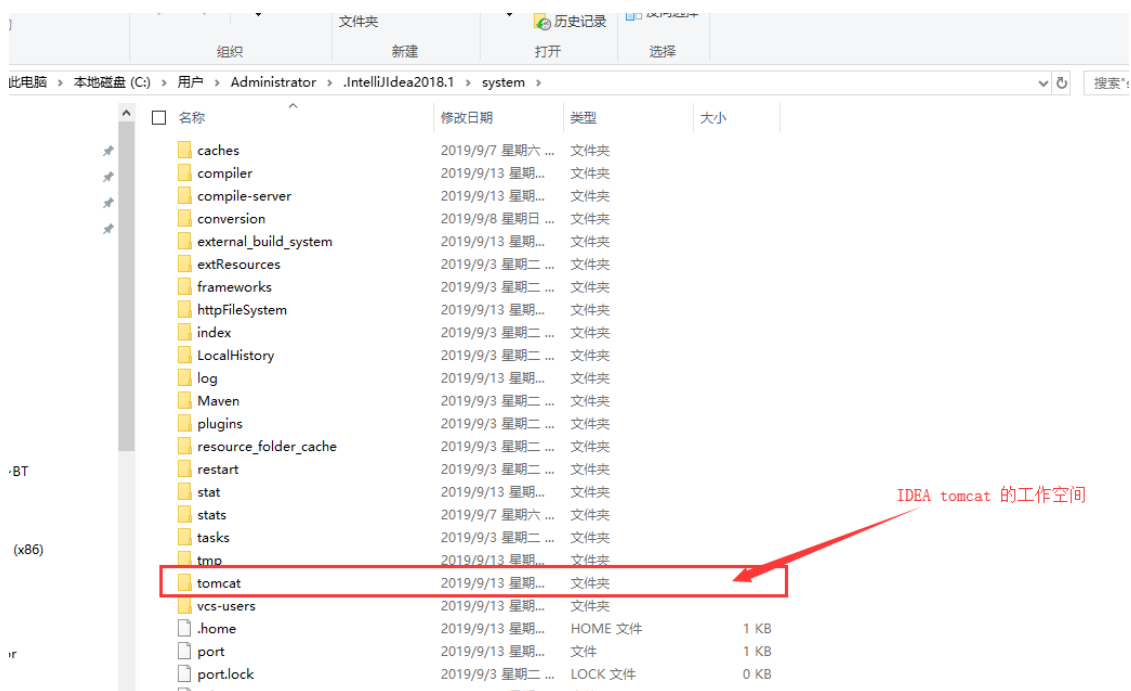 文件夹
历史记录
组织
新建
打开
选择
此电脑 › 本地磁盘 (C:) › 用户 › Administrator › .IntelliJIdea2018.1 › system ›
搜索"s
名称 修改日期 类型 大小
caches 2019/9/7 星期六 ... 文件夹
compiler 2019/9/13 星期... 文件夹
compile-server 2019/9/13 星期... 文件夹
conversion 2019/9/8 星期日 ... 文件夹
external_build_system 2019/9/13 星期... 文件夹
extResources 2019/9/3 星期二 ... 文件夹
frameworks 2019/9/3 星期二 ... 文件夹
httpFileSystem 2019/9/13 星期... 文件夹
index 2019/9/3 星期二 ... 文件夹
LocalHistory 2019/9/3 星期二 ... 文件夹
log 2019/9/13 星期... 文件夹
Maven 2019/9/3 星期二 ... 文件夹
plugins 2019/9/3 星期二 ... 文件夹
resource_folder_cache 2019/9/3 星期二 ... 文件夹
-BT
restart 2019/9/3 星期二 ... 文件夹
stat 2019/9/13 星期... 文件夹
IDEA tomcat 的工作空间
stats 2019/9/7 星期六 ... 文件夹
tasks 2019/9/3 星期二 ... 文件夹
(x86)
tmp 2019/9/13 星期... 文件夹
tomcat 2019/9/13 星期... 文件夹
vcs-users 2019/9/13 星期... 文件夹
.home 2019/9/13 星期... HOME 文件 1 KB
port 2019/9/13 星期... 文件 1 KB
port.lock 2019/9/3 星期二 ... LOCK 文件 0 KB